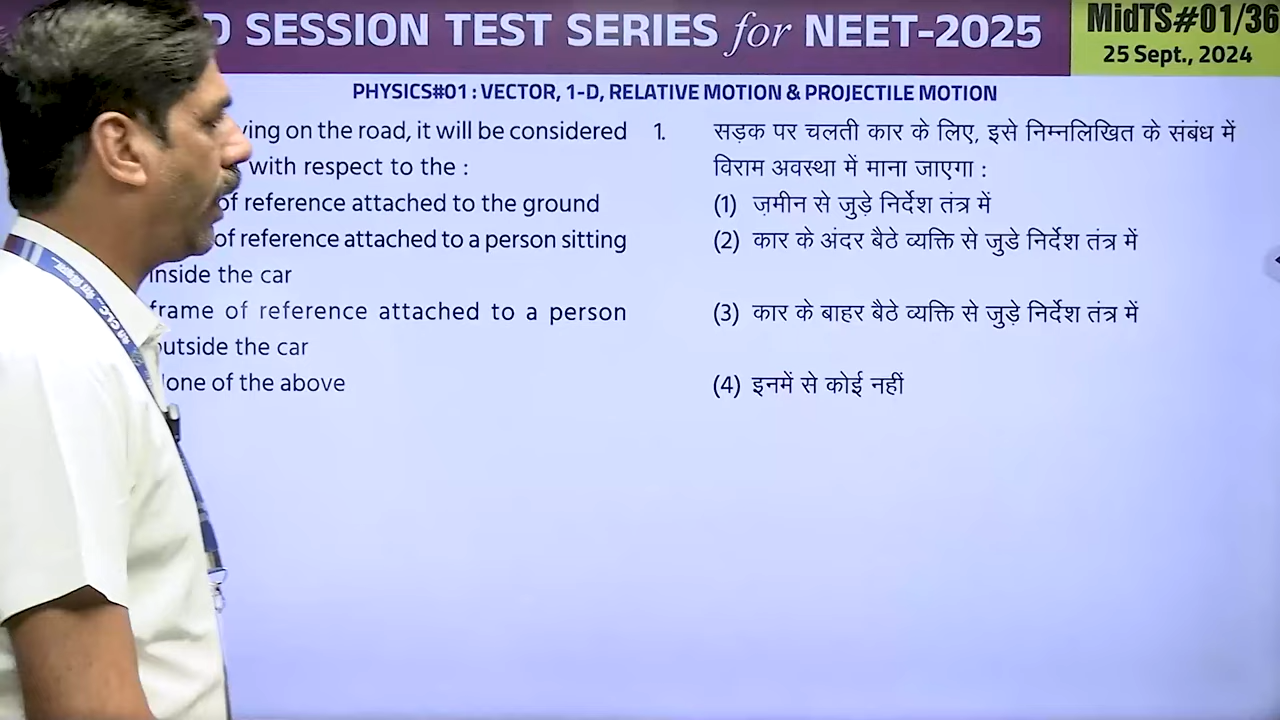 SESSION TEST SERIES for NEET-2025
MidTS#01/36
25 Sept., 2024
PHYSICS#01 : VECTOR, 1-D, RELATIVE MOTION & PROJECTILE MOTION
on the road, it will be considered
with respect to the :
of reference attached to the ground
of reference attached to a person sitting
inside the car
frame of reference attached to a person
outside the car
None of the above
1. सड़क पर चलती कार के लिए, इसे निम्नलिखित के संबंध में
विराम अवस्था में माना जाएगा :
(1) ज़मीन से जुड़े निर्देश तंत्र में
(2) कार के अंदर बैठे व्यक्ति से जुडे निर्देश तंत्र में
(3) कार के बाहर बैठे व्यक्ति से जुड़े निर्देश तंत्र में
(4) इनमें से कोई नहीं